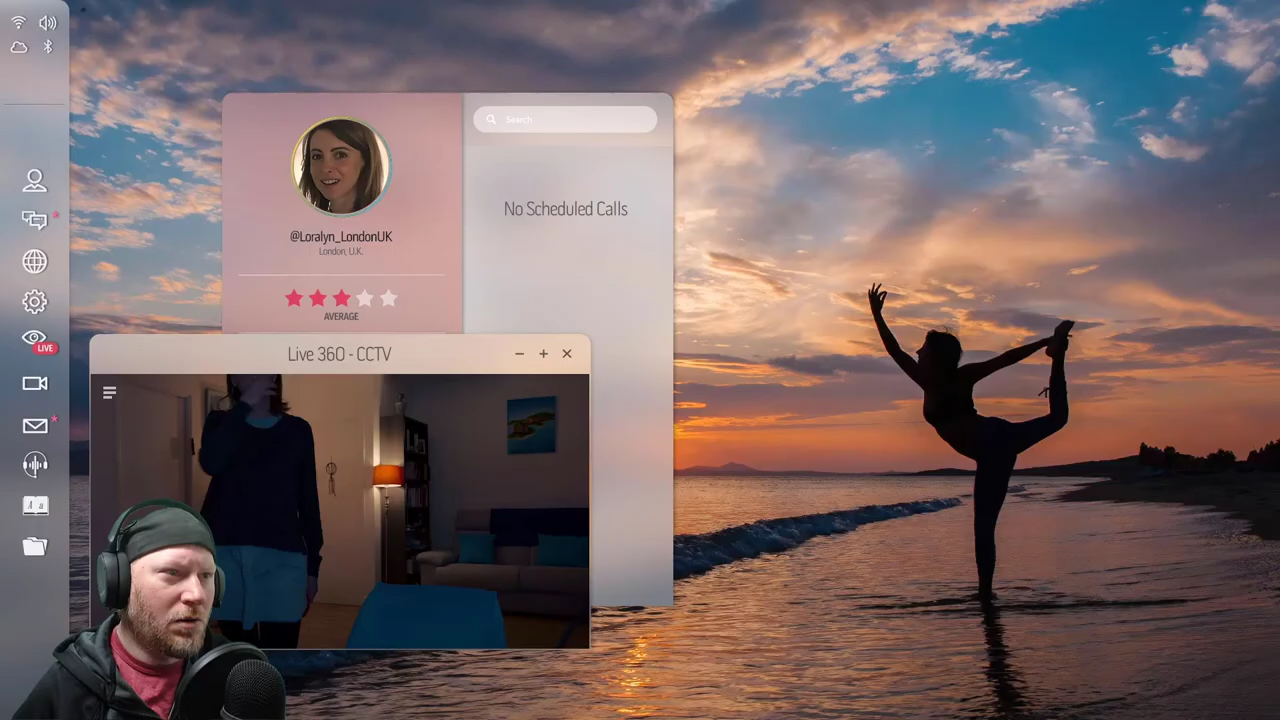 Search
No Scheduled Calls
@Loralyn_LondonUK
London, U.K.
AVERAGE
LIVE
Live 360 - CCTV
A a